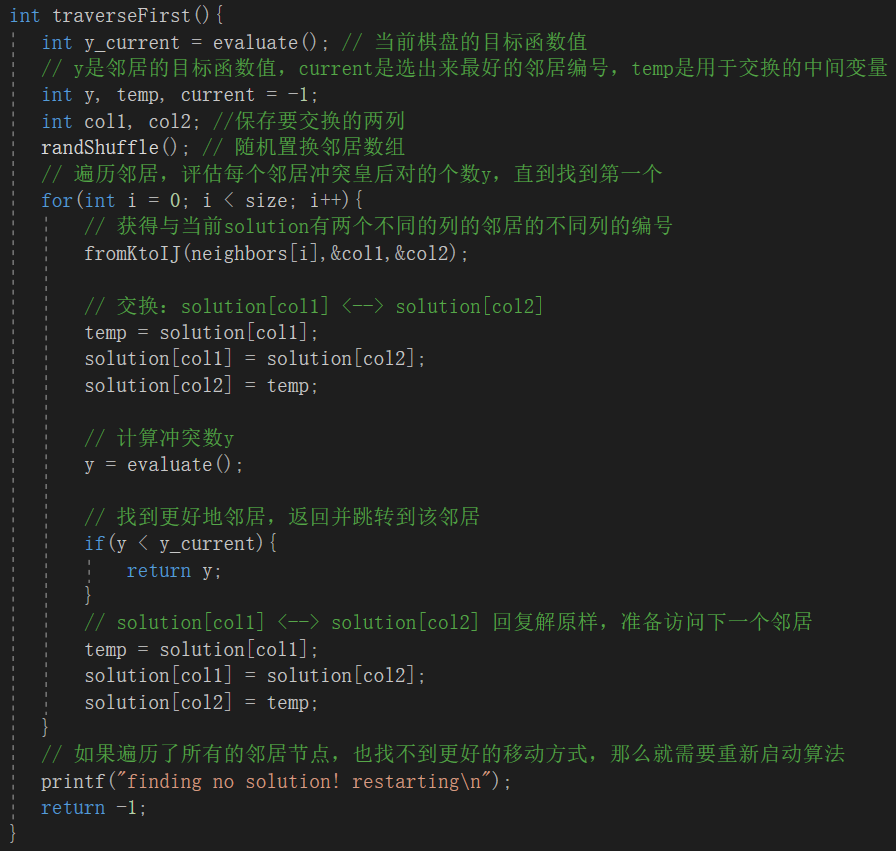 int traverseFirst(){
int y_current = evaluate(); // 当前棋盘的目标函数值
// y是邻居的目标函数值，current是选出来最好的邻居编号，temp是用于交换的中间变量
int y, temp, current = -1;
int col1, col2; //保存要交换的两列
randShuffle(); // 随机置换邻居数组
// 遍历邻居，评估每个邻居冲突皇后对的个数y，直到找到第一个
for(int i = 0; i < size; i++){
// 获得与当前solution有两个不同的列的邻居的不同列的编号
fromKtoIJ(neighbors[i],&col1,&col2);
// 交换：solution[col1] <--> solution[col2]
temp = solution[col1];
solution[col1] = solution[col2];
solution[col2] = temp;
// 计算冲突数y
y = evaluate();
// 找到更好地邻居，返回并跳转到该邻居
if(y < y_current){
return y;
}
// solution[col1] <--> solution[col2] 回复解原样，准备访问下一个邻居
temp = solution[col1];
solution[col1] = solution[col2];
solution[col2] = temp;
}
// 如果遍历了所有的邻居节点，也找不到更好的移动方式，那么就需要重新启动算法
printf("finding no solution! restarting\n");
return -1;
}